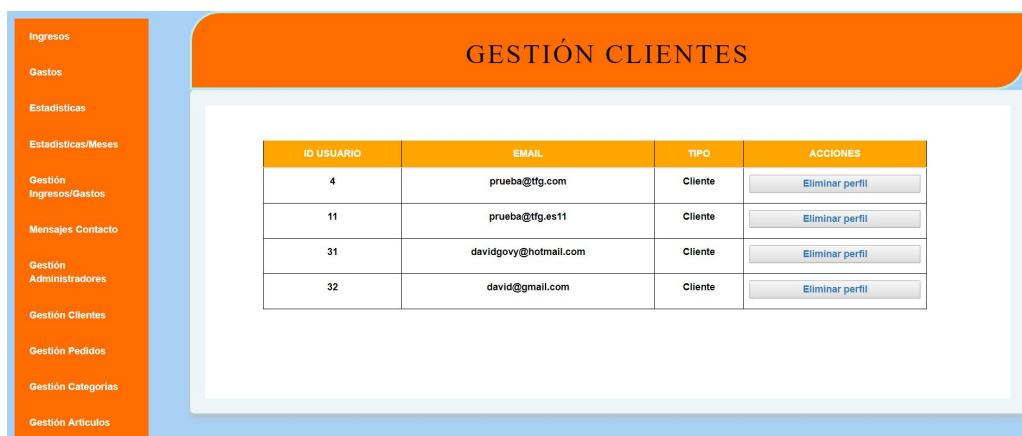 Ingresos
Gastos
Estadisticas
Estadisticas/Meses
Gestión
Ingresos/Gastos
Mensajes Contacto
Gestión
Administradores
Gestión Clientes
Gestión Pedidos
Gestión Categorias
Gestión Artículos
GESTIÓN CLIENTES
ID USUARIO EMAIL TIPO ACCIONES
4 prueba@tfg.com Cliente Eliminar perfil
11 prueba@tfg.es11 Cliente Eliminar perfil
31 davidgovy@hotmail.com Cliente Eliminar perfil
32 david@gmail.com Cliente Eliminar perfil